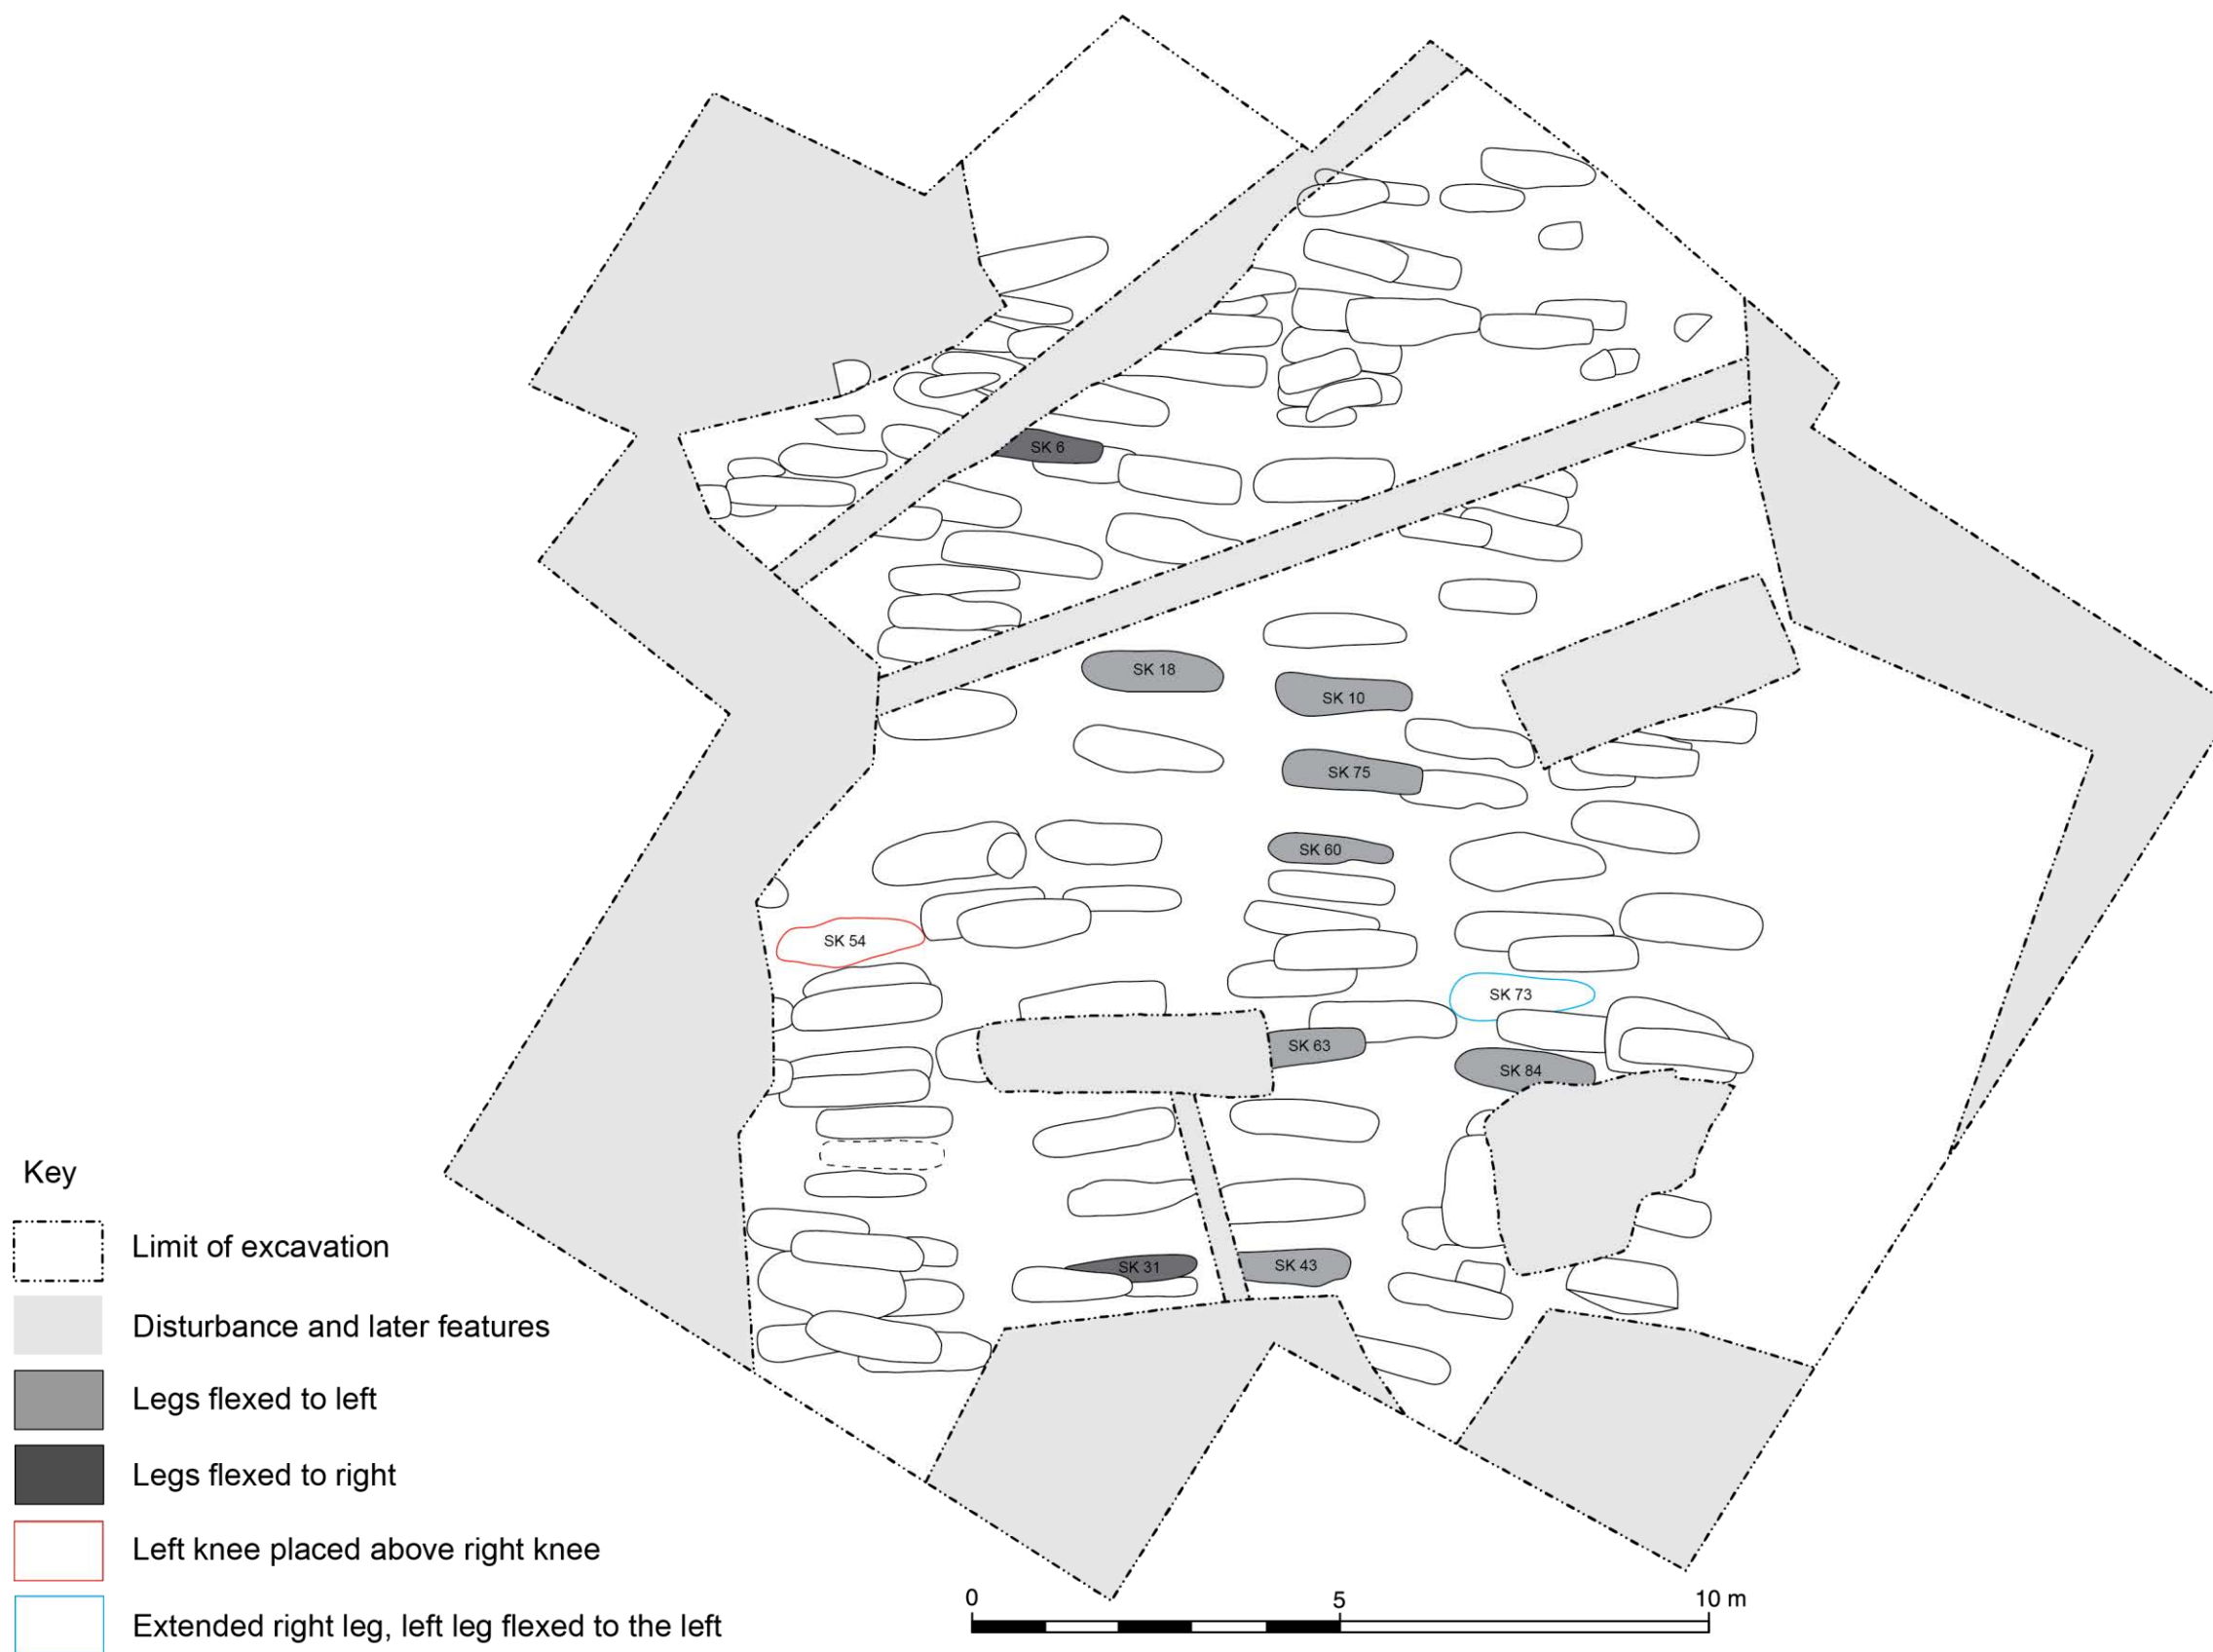 SK 6
SK 18
SK 10
SK 75
SK 60
SK 54
SK 73
SK 63
SK 84
SK 31
SK 43
Key
Limit of excavation
Disturbance and later features
Legs flexed to left
Legs flexed to right
Left knee placed above right knee
Extended right leg, left leg flexed to the left
0 5 10 m